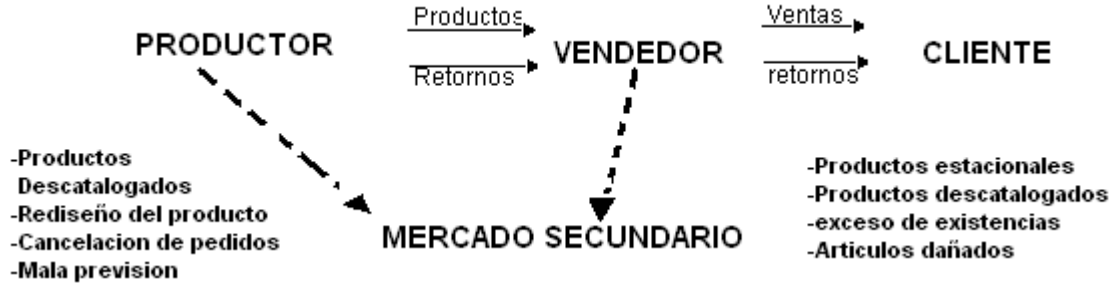 Productos
Ventas
PRODUCTOR
VENDEDOR
CLIENTE
Retornos
retornos
-Productos
Descatalogados
-Rediseño del producto
-Cancelacion de pedidos
-Mala prevision
-Productos estacionales
-Productos descatalogados
-exceso de existencias
-Articulos dañados
MERCADO SECUNDARIO